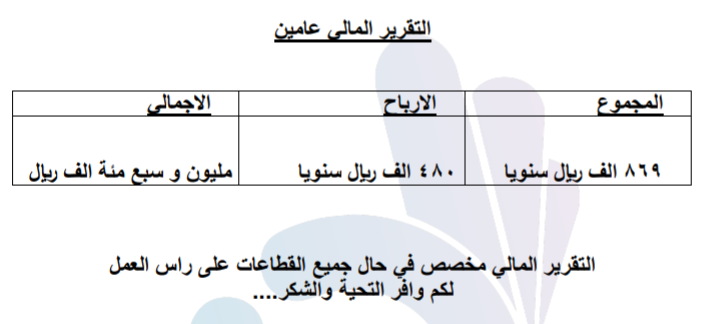 التقرير المالي عامين
المجموع الارباح الاجمالي
٨٦٩ الف ريال سنويا ٤٨٠ الف ريال سنويا مليون و سبع مئة الف ريال
التقرير المالي مخصص في حال جميع القطاعات على راس العمل
لكم وافر التحية والشكر....